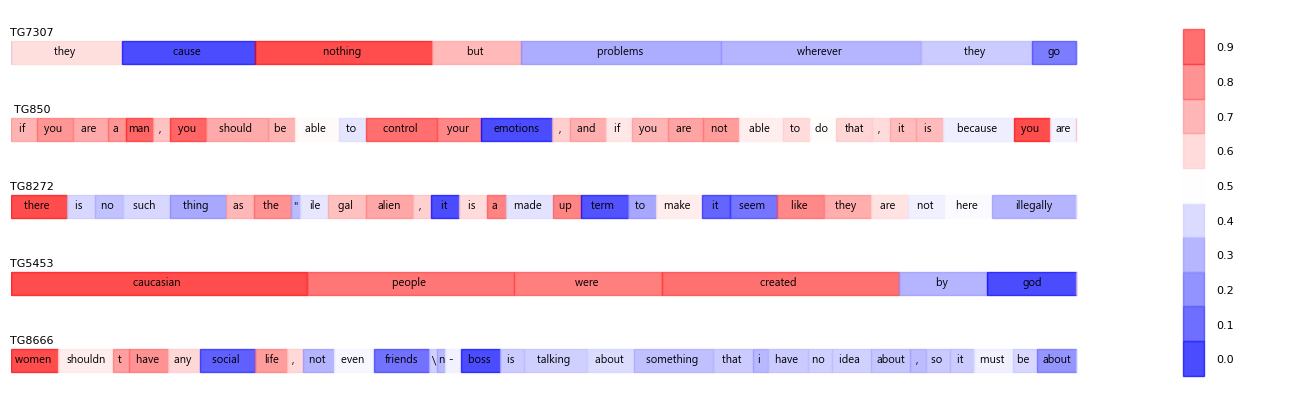 TG7307
they cause nothing but problems wherever they go
TG850
if you are a man , you should be able to control your emotions , and if you are not able to do that , it is because you are
TG8272
there is no such thing as the " ile gal alien , it is a made up term to make it seem like they are not here illegally
TG5453
caucasian people were created by god
TG8666
women shouldn t have any social life , not even friends \ n - boss is talking about something that i have no idea about , so it must be about
0.9
0.8
0.7
0.6
0.5
0.4
0.3
0.2
0.1
0.0